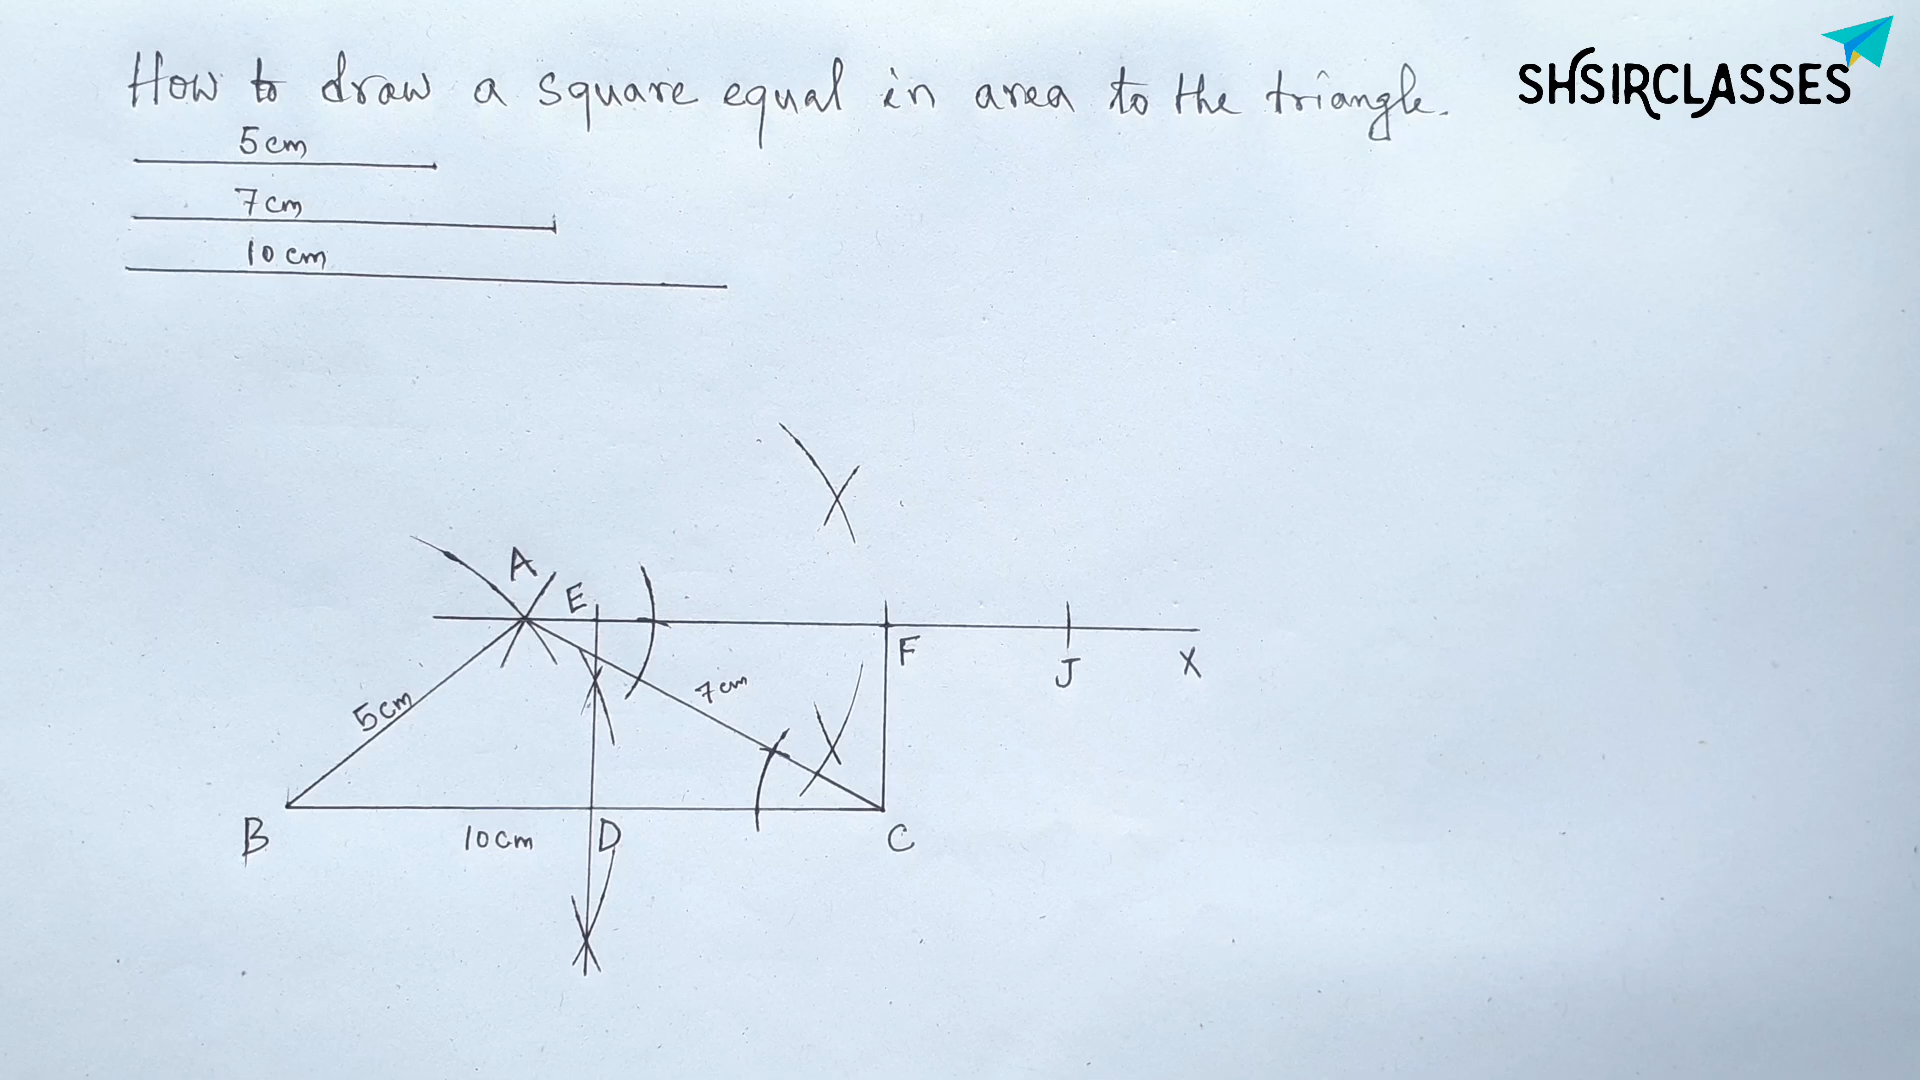 How to draw a square equal in area to the triangle.
SHSIRCLASSES
5cm
7cm
10 cm
A
E
F
J
X
5cm
7cm
B
10cm
D
C